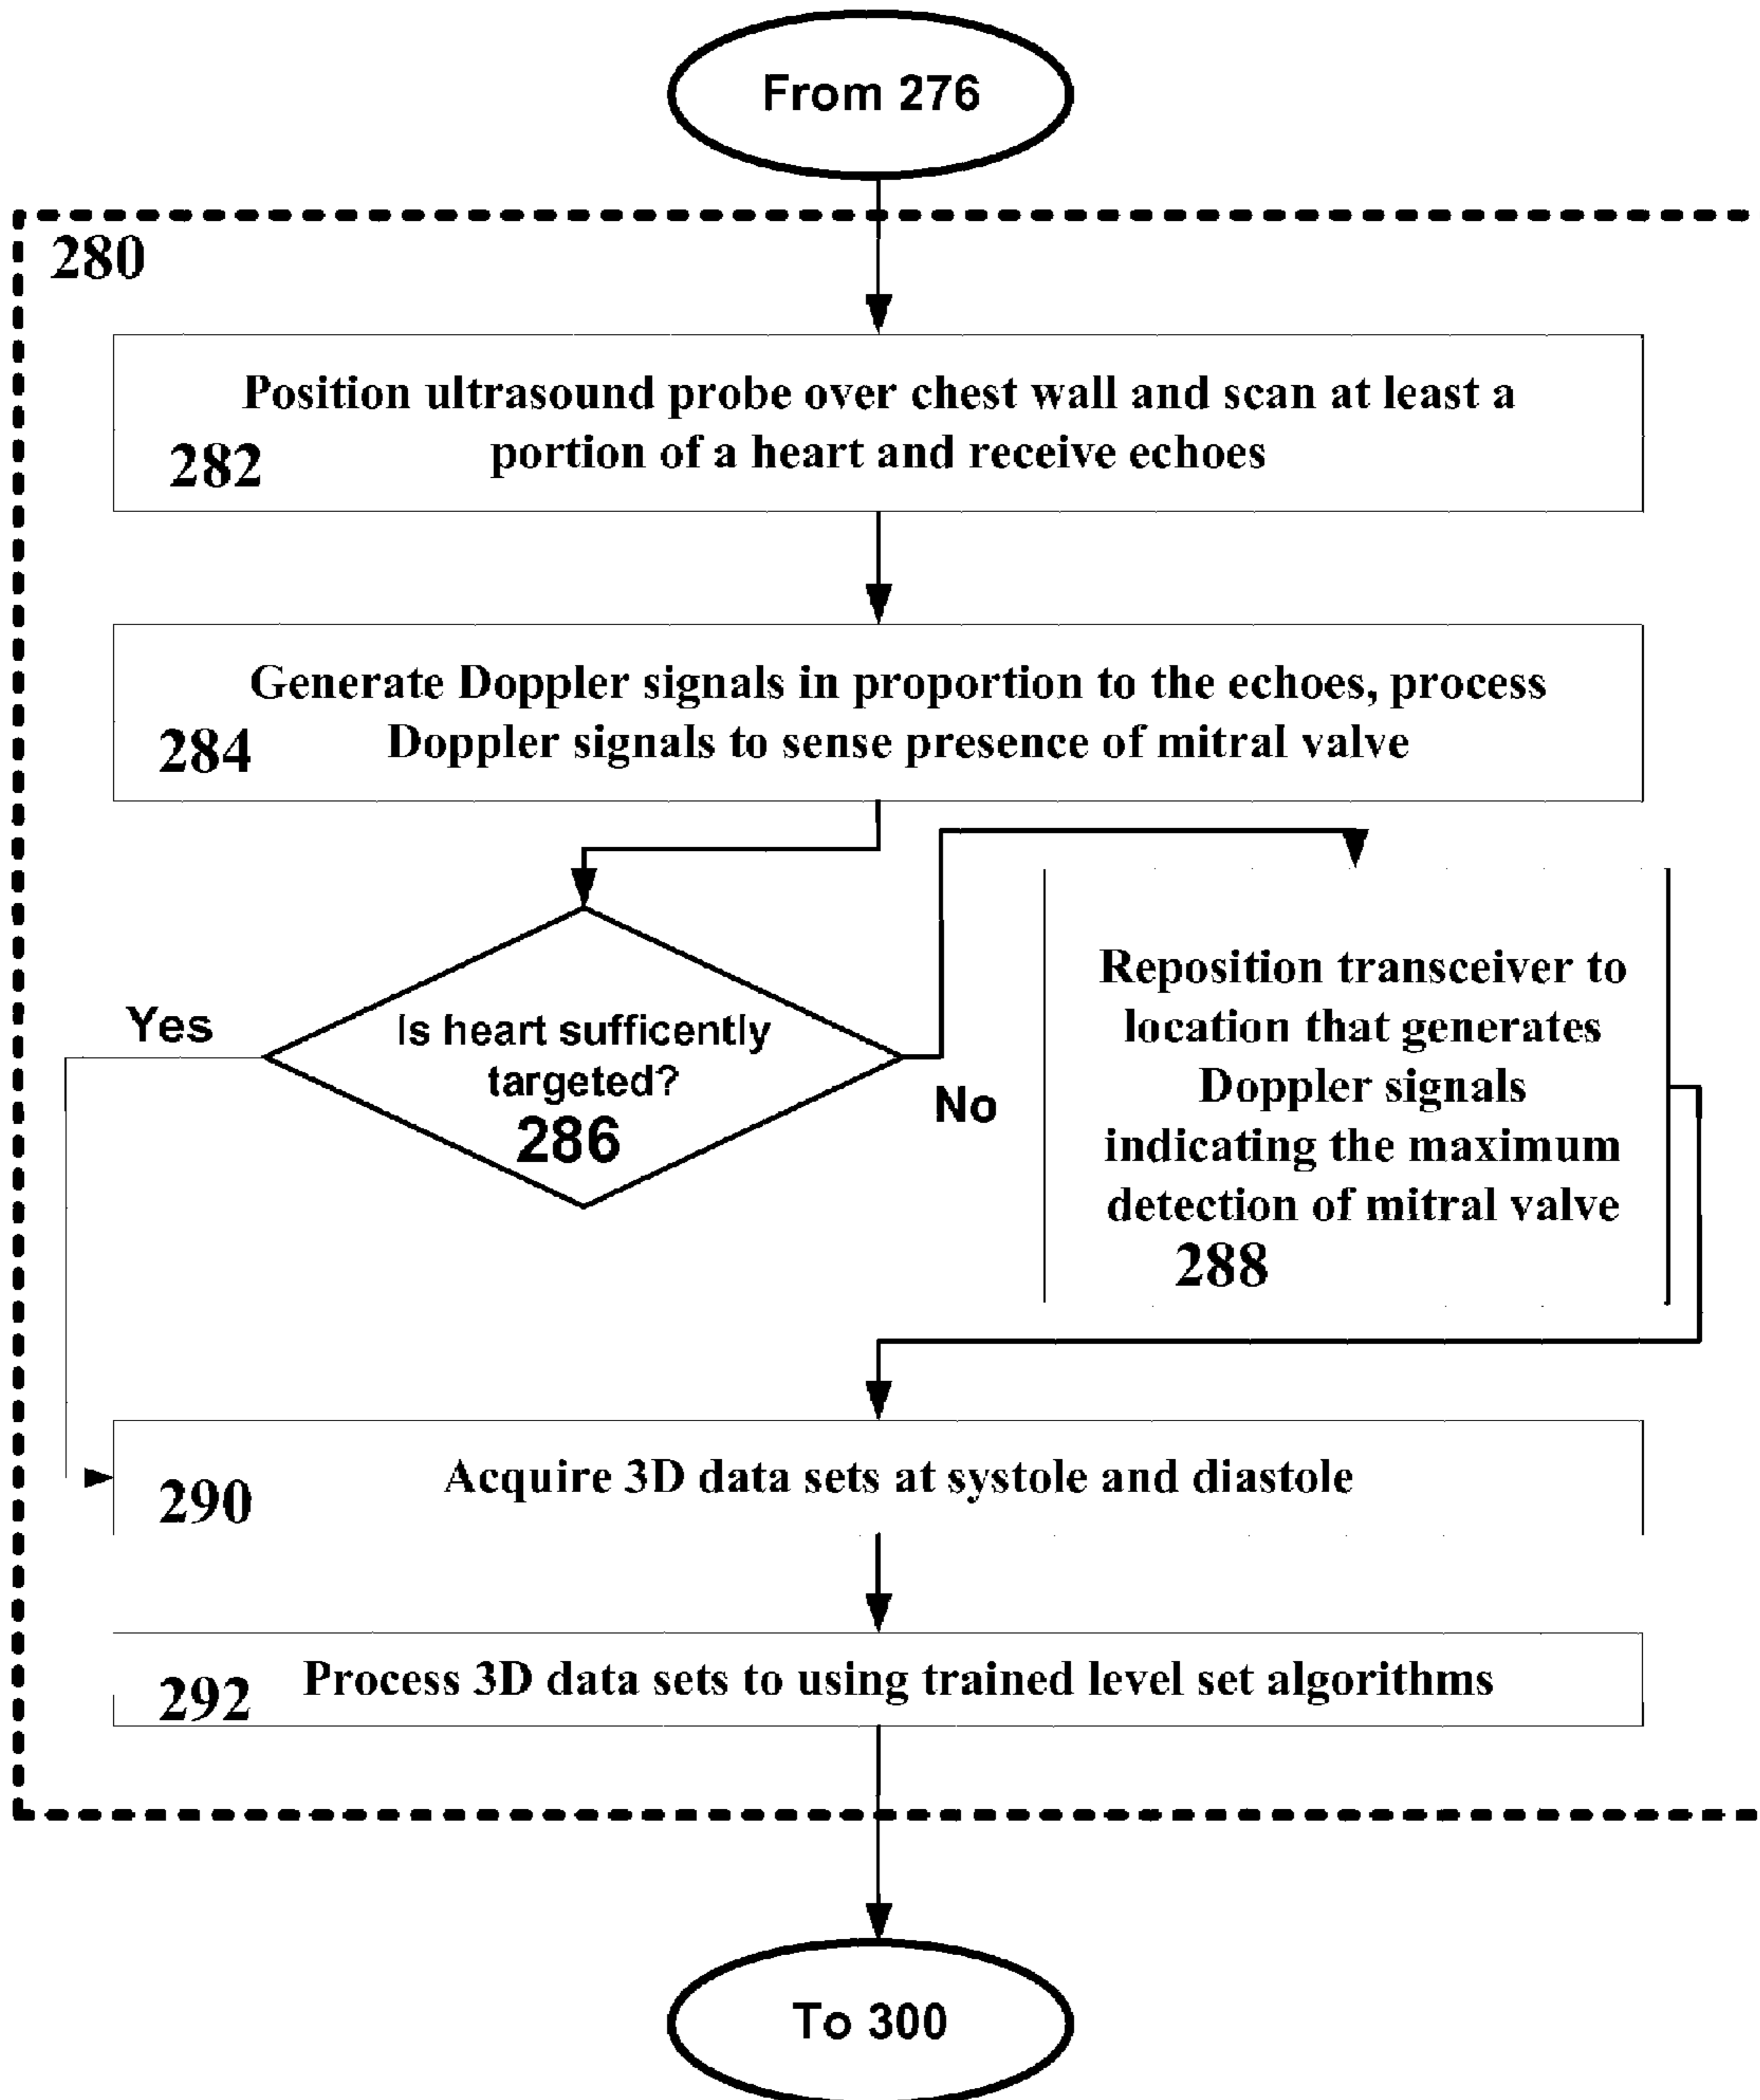 From 276
280
Position ultrasound probe over chest wall and scan at least a
portion of a heart and receive echoes
282
Generate Doppler signals in proportion to the echoes, process
Doppler signals to sense presence of mitral valve
284
Yes
Is heart sufficently
targeted?
286
No
Reposition transceiver to
location that generates
Doppler signals
indicating the maximum
detection of mitral valve
288
Acquire 3D data sets at systole and diastole
290
Process 3D data sets to using trained level set algorithms
292
To 300